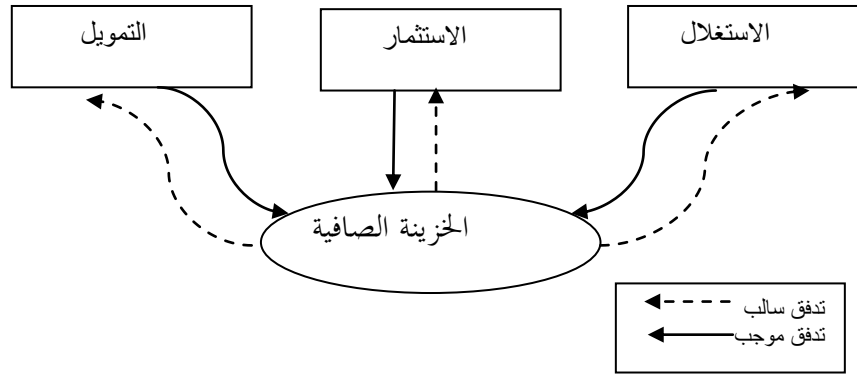 الاستغلال
الاستثمار
التمويل
الخزينة الصافية
تدفق سالب
تدفق موجب